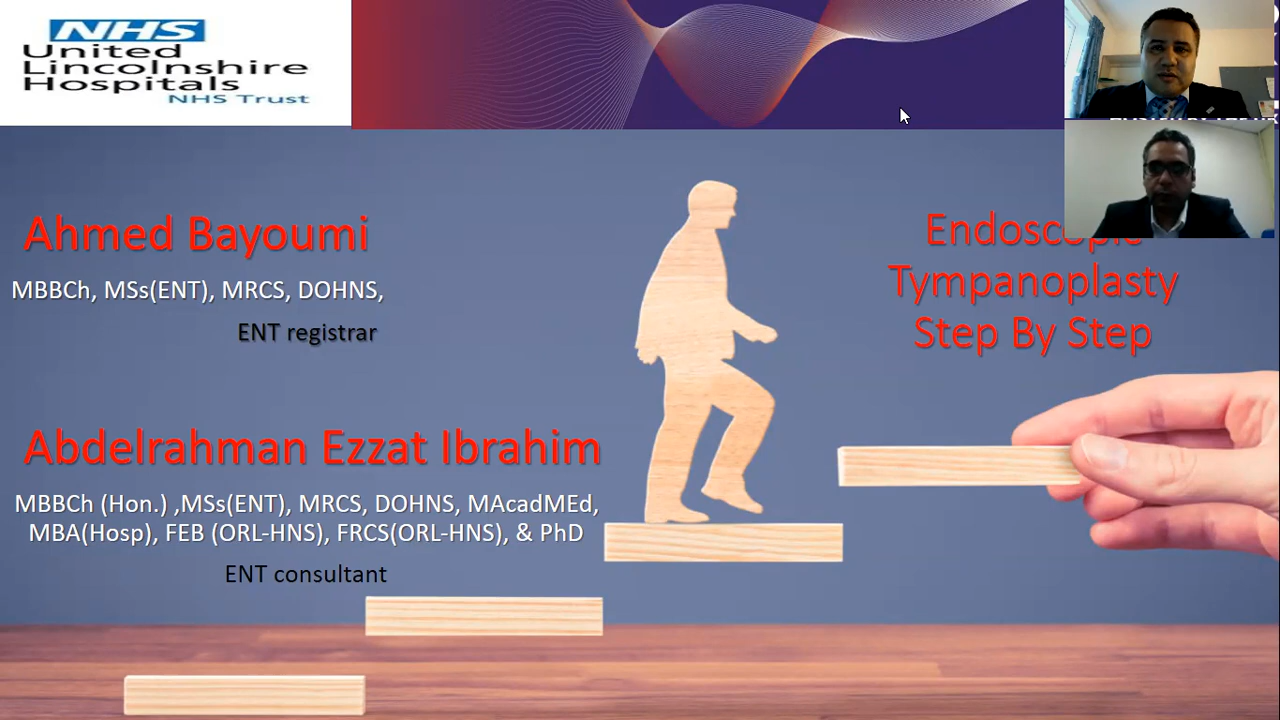 NHS
United
Lincolnshire
Hospitals
NHS Trust
Ahmed Bayoumi
MBBCh, MSs(ENT), MRCS, DOHNS,
ENT registrar
Abdelrahman Ezzat Ibrahim
MBBCh (Hon.) ,MSs(ENT), MRCS, DOHNS, MAcadMEd,
MBA(Hosp), FEB (ORL-HNS), FRCS(ORL-HNS), & PhD
ENT consultant
Endoscopic
Tympanoplasty
Step By Step